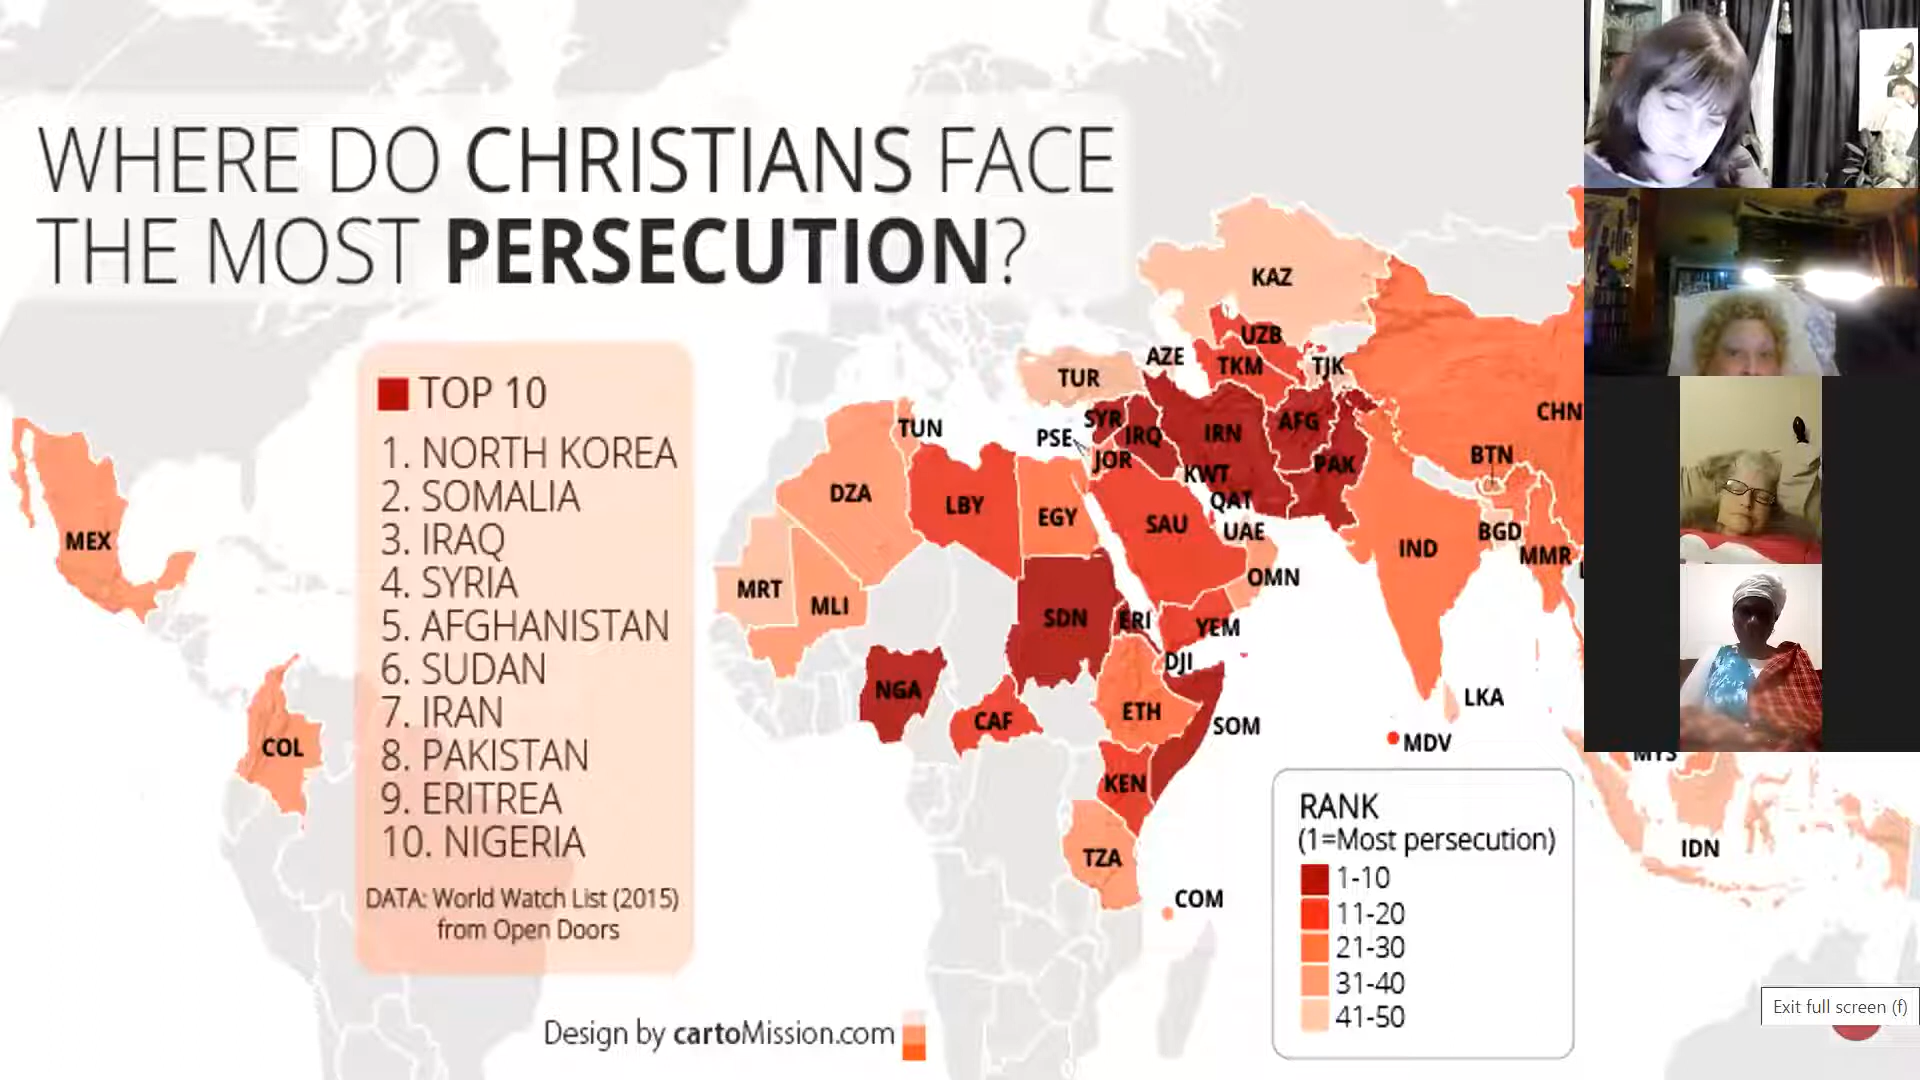 WHERE DO CHRISTIANS FACE
THE MOST PERSECUTION?
TOP 10
1. NORTH KOREA
2. SOMALIA
3. IRAQ
4. SYRIA
5. AFGHANISTAN
6. SUDAN
7. IRAN
8. PAKISTAN
9. ERITREA
10. NIGERIA
DATA: World Watch List (2015)
from Open Doors
MEX
COL
KAZ
UZB
AZE
TKM
TJK
TUR
CHN
SYR
TUN
PSE
IRQ
IRN
AFG
JOR
PAK
BTN
KWT
DZA
LBY
EGY
QAT
SAU
UAE
IND
BGD
MMR
OMN
MRT
MLI
SDN
ERI
YEM
DJI
NGA
CAF
ETH
SOM
LKA
MDV
MYS
KEN
TZA
COM
IDN
RANK
(1=Most persecution)
1-10
11-20
21-30
31-40
41-50
Design by cartoMission.com
Exit full screen (f)